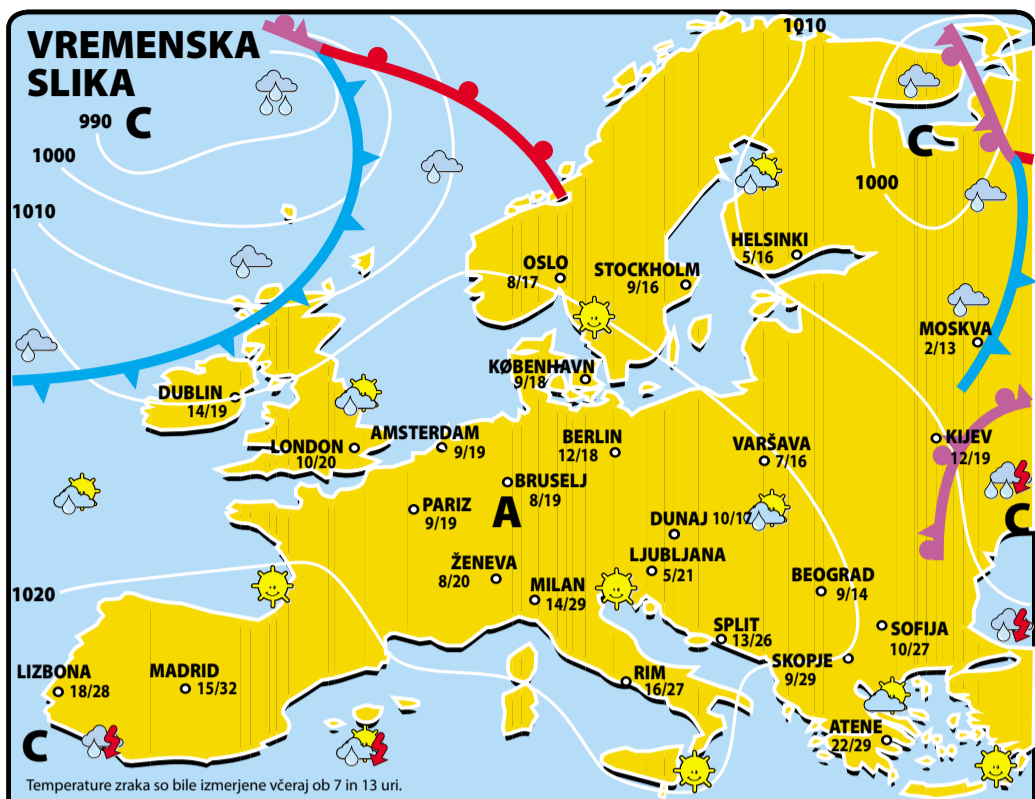 VREMENSKA
SLIKA
1010
990 C
1000
1010
C
1000
HELSINKI
5/16
OSLO
8/17
STOCKHOLM
9/16
MOSKVA
2/13
KØBENHAVN
9/18
DUBLIN
14/19
LONDON
10/20
AMSTERDAM
9/19
BERLIN
12/18
VARŠAVA
7/16
KIJEV
12/19
BRUSELJ
8/19
PARIZ
9/19
A
DUNAJ 10/17
C
LJUBLJANA
5/21
ŽENEVA
8/20
MILAN
14/29
BEOGRAD
9/14
1020
SPLIT
13/26
SOFIJA
10/27
SKOPJE
9/29
LIZBONA
18/28
MADRID
15/32
RIM
16/27
ATENE
22/29
C
Temperature zraka so bile izmerjene včeraj ob 7 in 13 uri.